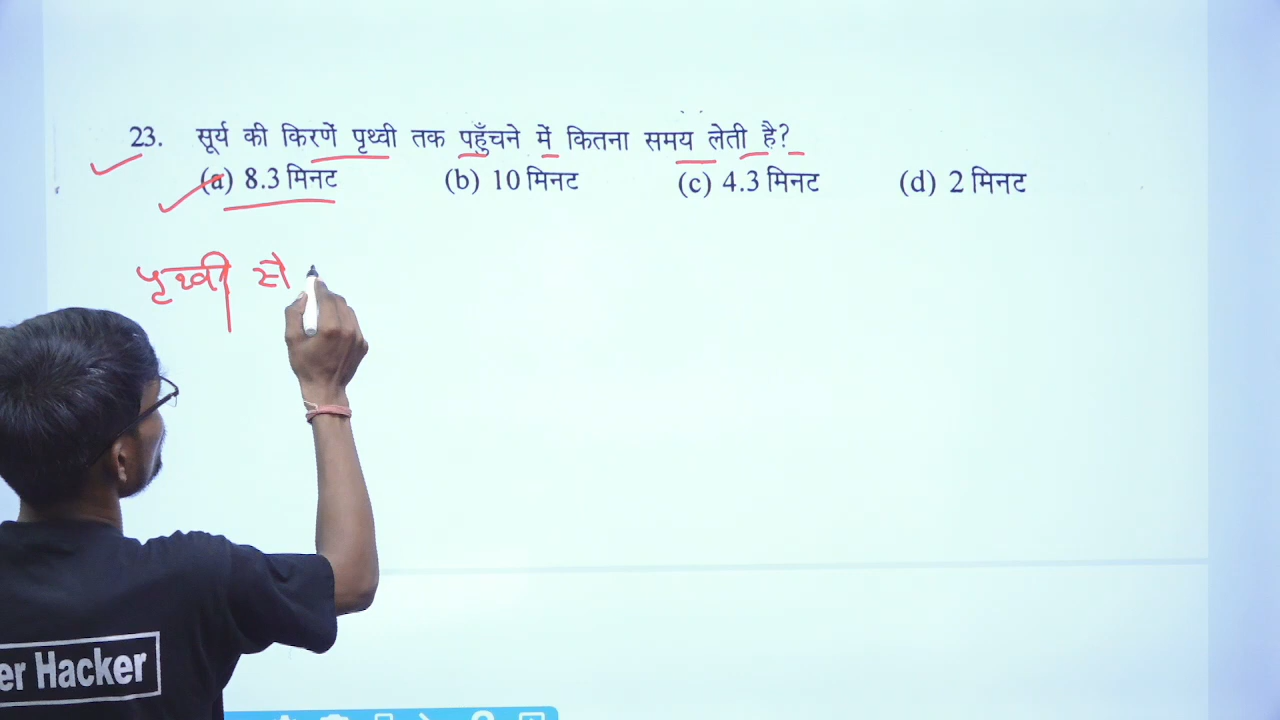 23. सूर्य की किरणें पृथ्वी तक पहुँचने में कितना समय लेती है?
(a) 8.3 मिनट (b) 10 मिनट (c) 4.3 मिनट (d) 2 मिनट
पृथ्वी से
er Hacker